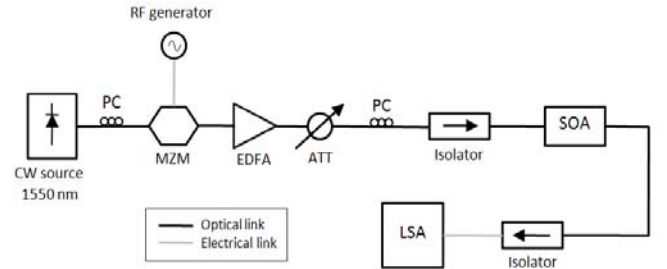 RF generator
PC
PC
SOA
MZM
EDFA
ATT
Isolator
CW source
1550 nm
Optical link
Electrical link
LSA
Isolator